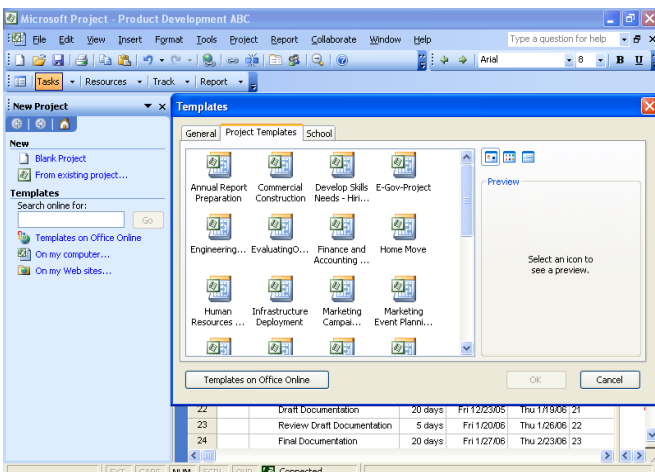 Microsoft Project - Product Development ABC
File Edit View Insert Format Tools Project Report Collaborate Window Help Type a question for help
Arial 8 B U
Tasks Resources Track Report
New Project
New
Blank Project
From existing project...
Templates
Search online for:
Go
Templates on Office Online
On my computer...
On my Web sites...
Templates
General Project Templates School
Annual Report Preparation
Commercial Construction
Develop Skills Needs - Hiri...
E-Gov-Project
Engineering...
EvaluatingO...
Finance and Accounting ...
Home Move
Human Resources ...
Infrastructure Deployment
Marketing Campai...
Marketing Event Planni...
Preview
Select an icon to
see a preview.
Templates on Office Online OK Cancel
22 Draft Documentation 20 days Fri 12/23/05 Thu 1/19/06 21
23 Review Draft Documentation 5 days Fri 1/20/06 Thu 1/26/06 22
24 Final Documentation 20 days Fri 1/27/06 Thu 2/23/06 23
EXT CAPS NUM SCRL OVR Connected